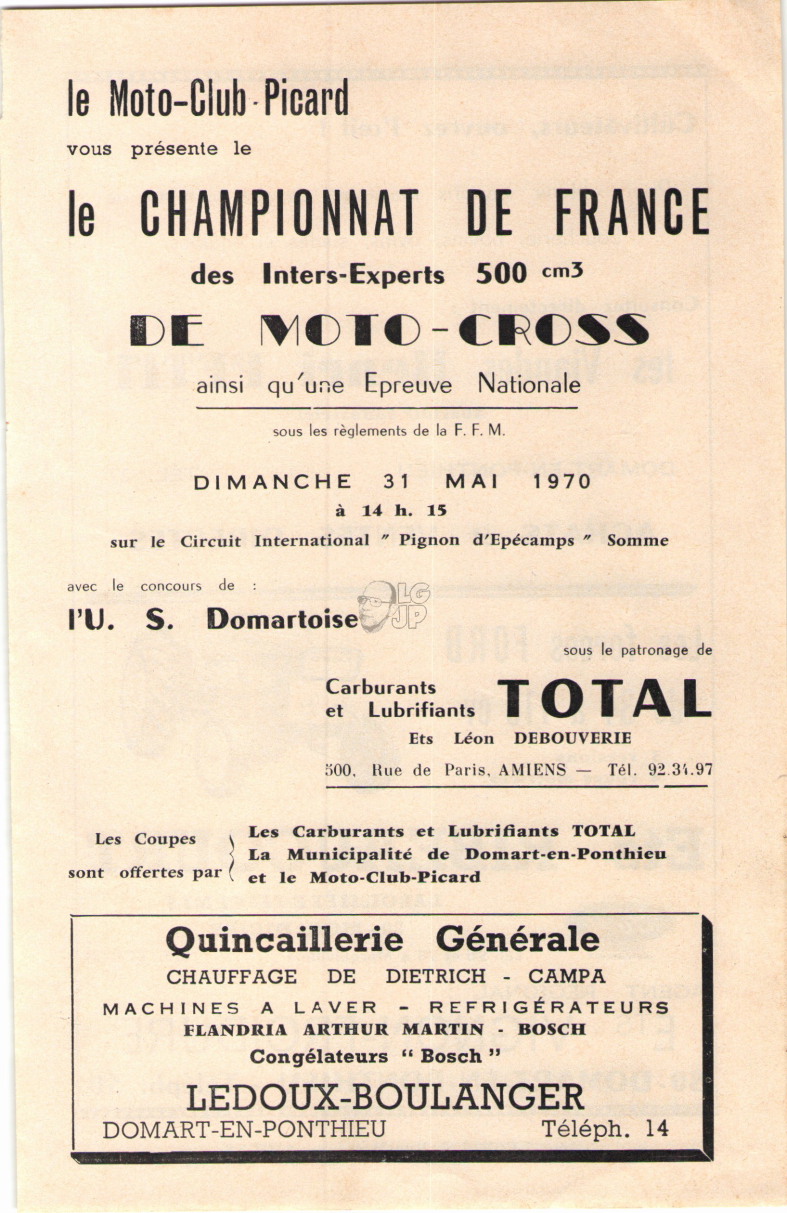 le Moto-Club-Picard
vous présente le
le CHAMPIONNAT DE FRANCE
des Inters-Experts 500 cm3
DE MOTO-CROSS
ainsi qu'une Epreuve Nationale
sous les règlements de la F. F. M.
DIMANCHE 31 MAI 1970
à 14 h. 15
sur le Circuit International " Pignon d'Epécamps " Somme
avec le concours de :
l'U. S. Domartoise
LG
JP
sous le patronage de
Carburants
et Lubrifiants TOTAL
Ets Léon DEBOUVERIE
500, Rue de Paris, AMIENS — Tél. 92.34.97
Les Coupes
sont offertes par
Les Carburants et Lubrifiants TOTAL
La Municipalité de Domart-en-Ponthieu
et le Moto-Club-Picard
Quincaillerie Générale
CHAUFFAGE DE DIETRICH - CAMPA
MACHINES A LAVER - REFRIGÉRATEURS
FLANDRIA ARTHUR MARTIN - BOSCH
Congélateurs “ Bosch ”
LEDOUX-BOULANGER
DOMART-EN-PONTHIEU Téléph. 14